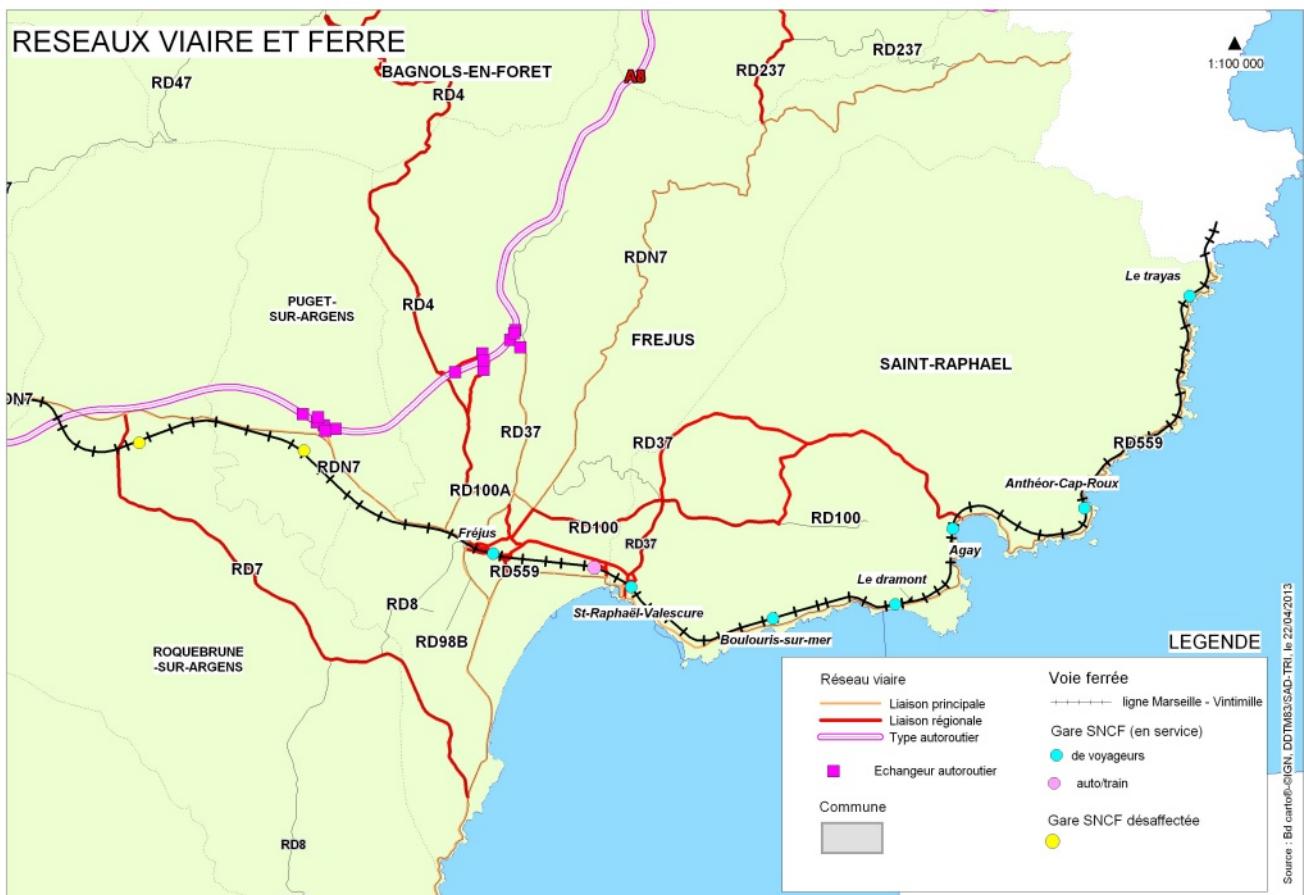 RESEAUX VIAIRE ET FERRE
1:100 000
RD237
RD237
BAGNOLS-EN-FORET
A8
RD47
RD4
RDN7
Le trayas
RD4
PUGET-
SUR-ARGENS
FREJUS
SAINT-RAPHAEL
DN7
RD37
RD37
RD559
RDN7
Anthéor-Cap-Roux
RD100A
RD100
RD100
Fréjus
RD37
Agay
RD559
RD7
Le dramont
RD8
St-Raphaël-Valescure
RD98B
Boulouris-sur-mer
ROQUEBRUNE
-SUR-ARGENS
RD8
LEGENDE
Réseau viaire
Liaison principale
Liaison régionale
Type autoroutier
Echangeur autoroutier
Commune
Voie ferrée
ligne Marseille - Vintimille
Gare SNCF (en service)
de voyageurs
auto/train
Gare SNCF désaffectée
Source : Bd carto®-©IGN, DDTM83/SAD-TRI, le 22/04/2013